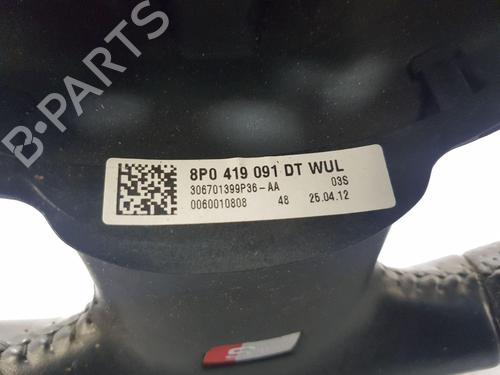 8P0 419 091 DT WUL
306701399P36-AA 03S
0060010808 48 25.04.12
B-PARTS
S